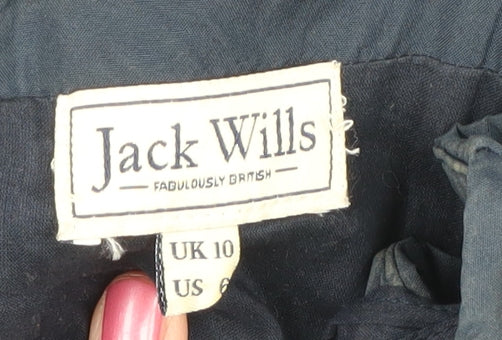 Jack Wills
FABULOUSLY BRITISH
UK 10
US 6